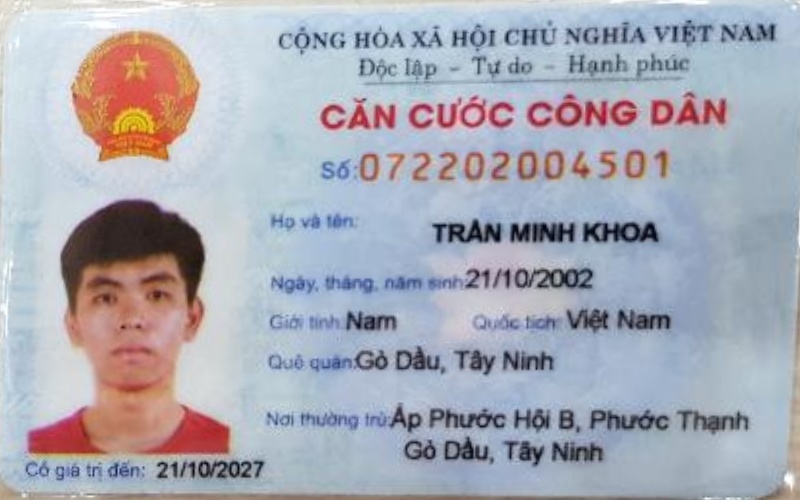 CỘNG HÒA XÃ HỘI CHỦ NGHĨA VIỆT NAM
Độc lập - Tự do - Hạnh phúc
CĂN CƯỚC CÔNG DÂN
Số: 072202004501
Họ và tên: TRẦN MINH KHOA
Ngày, tháng, năm sinh: 21/10/2002
Giới tính: Nam Quốc tịch: Việt Nam
Quê quán: Gò Dầu, Tây Ninh
Nơi thường trú: Ấp Phước Hội B, Phước Thạnh
Gò Dầu, Tây Ninh
Có giá trị đến: 21/10/2027